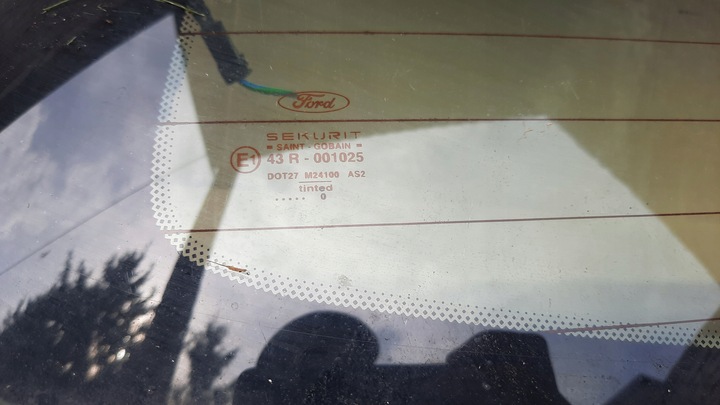 Ford
SEKURIT
= SAINT - GOBAIN =
E1 43 R - 001025
DOT27 M24100 AS2
tinted
..... 0